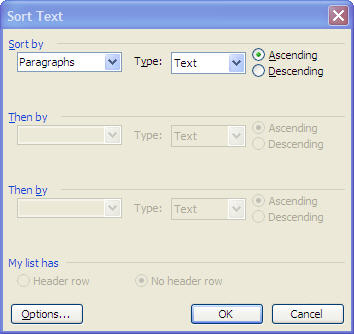 Sort Text
Sort by
Paragraphs Type: Text Ascending
Descending
Then by
Type: Text Ascending
Descending
Then by
Type: Text Ascending
Descending
My list has
Header row No header row
Options... OK Cancel